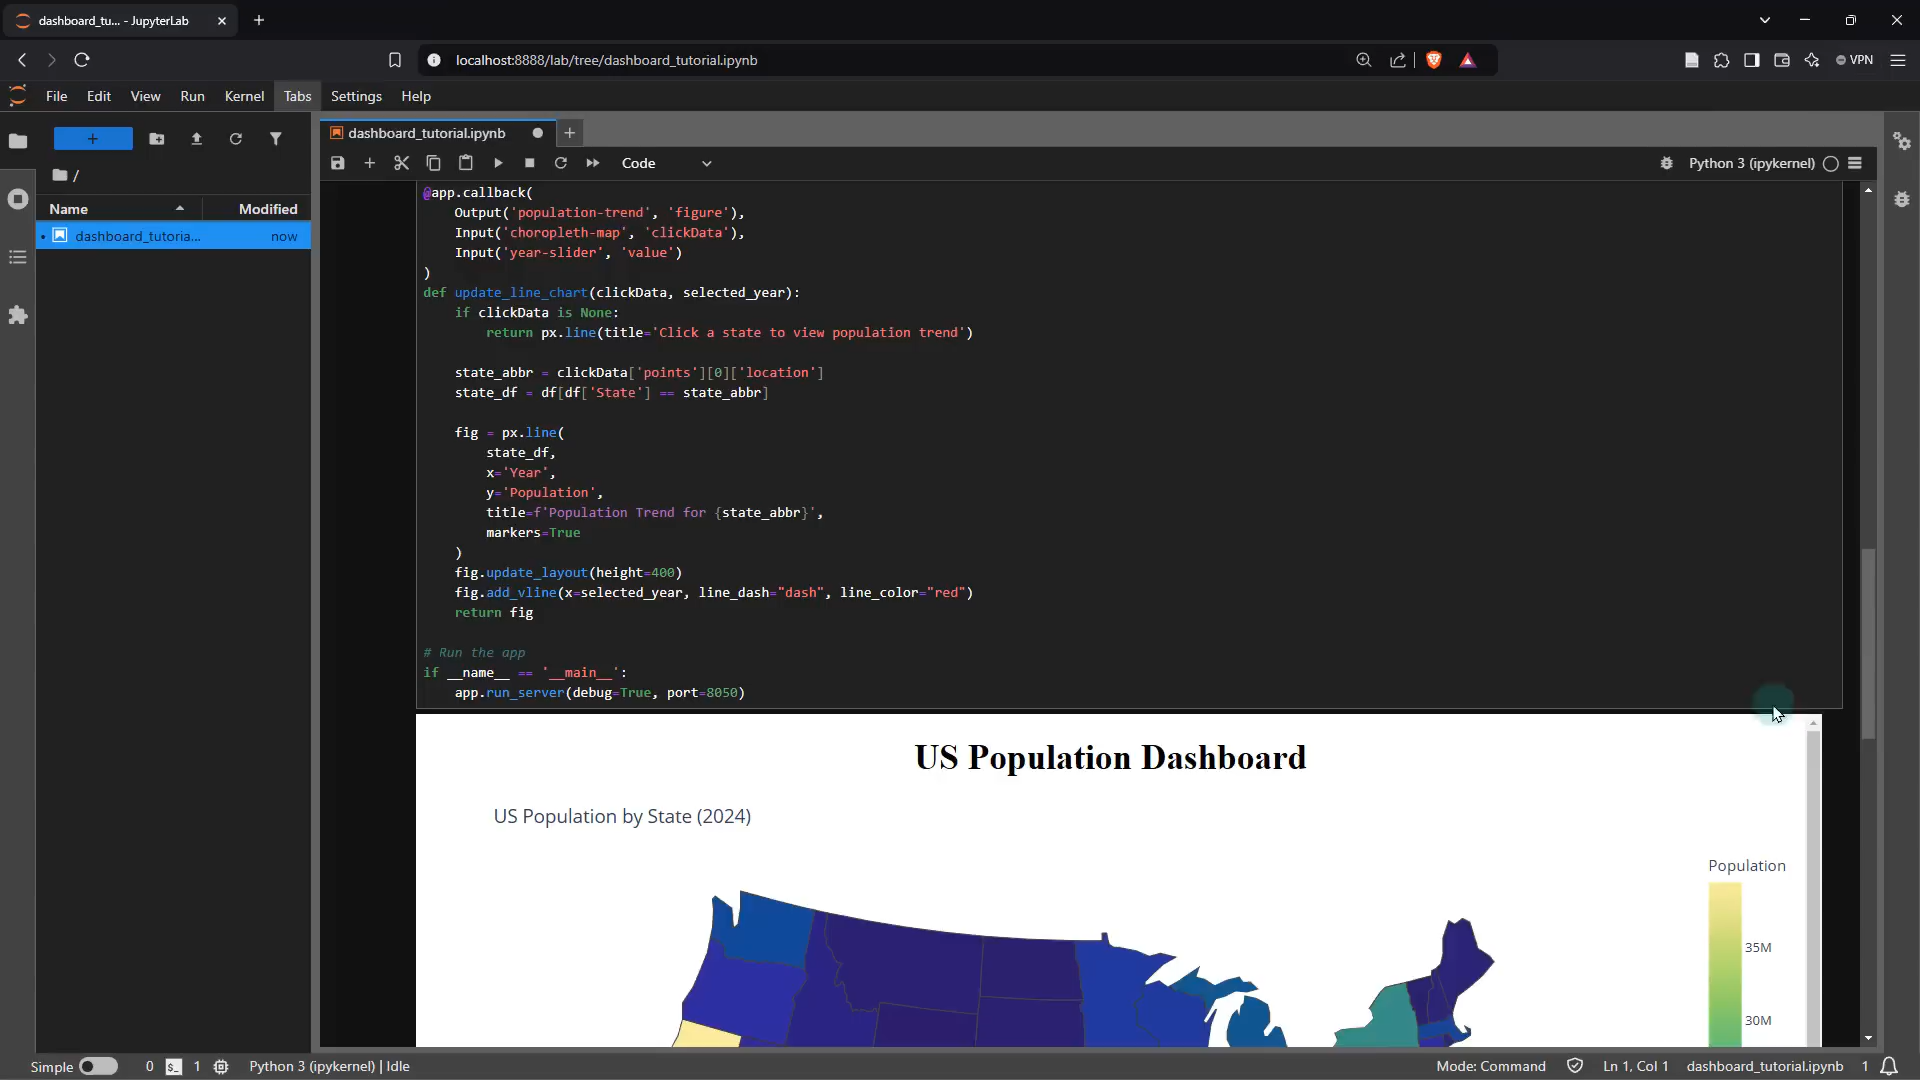 dashboard_tu... - JupyterLab
localhost:8888/lab/tree/dashboard_tutorial.ipynb
VPN
File Edit View Run Kernel Tabs Settings Help
dashboard_tutorial.ipynb
Code
Python 3 (ipykernel)
/
Name Modified
dashboard_tutoria... now
@app.callback(
    Output('population-trend', 'figure'),
    Input('choropleth-map', 'clickData'),
    Input('year-slider', 'value')
)
def update_line_chart(clickData, selected_year):
    if clickData is None:
        return px.line(title='Click a state to view population trend')
    state_abbr = clickData['points'][0]['location']
    state_df = df[df['State'] == state_abbr]
    fig = px.line(
        state_df,
        x='Year',
        y='Population',
        title=f'Population Trend for {state_abbr}',
        markers=True
    )
    fig.update_layout(height=400)
    fig.add_vline(x=selected_year, line_dash="dash", line_color="red")
    return fig
# Run the app
if __name__ == '__main__':
    app.run_server(debug=True, port=8050)
US Population Dashboard
US Population by State (2024)
Population
35M
30M
Simple 0 1 Python 3 (ipykernel) | Idle
Mode: Command Ln 1, Col 1 dashboard_tutorial.ipynb 1